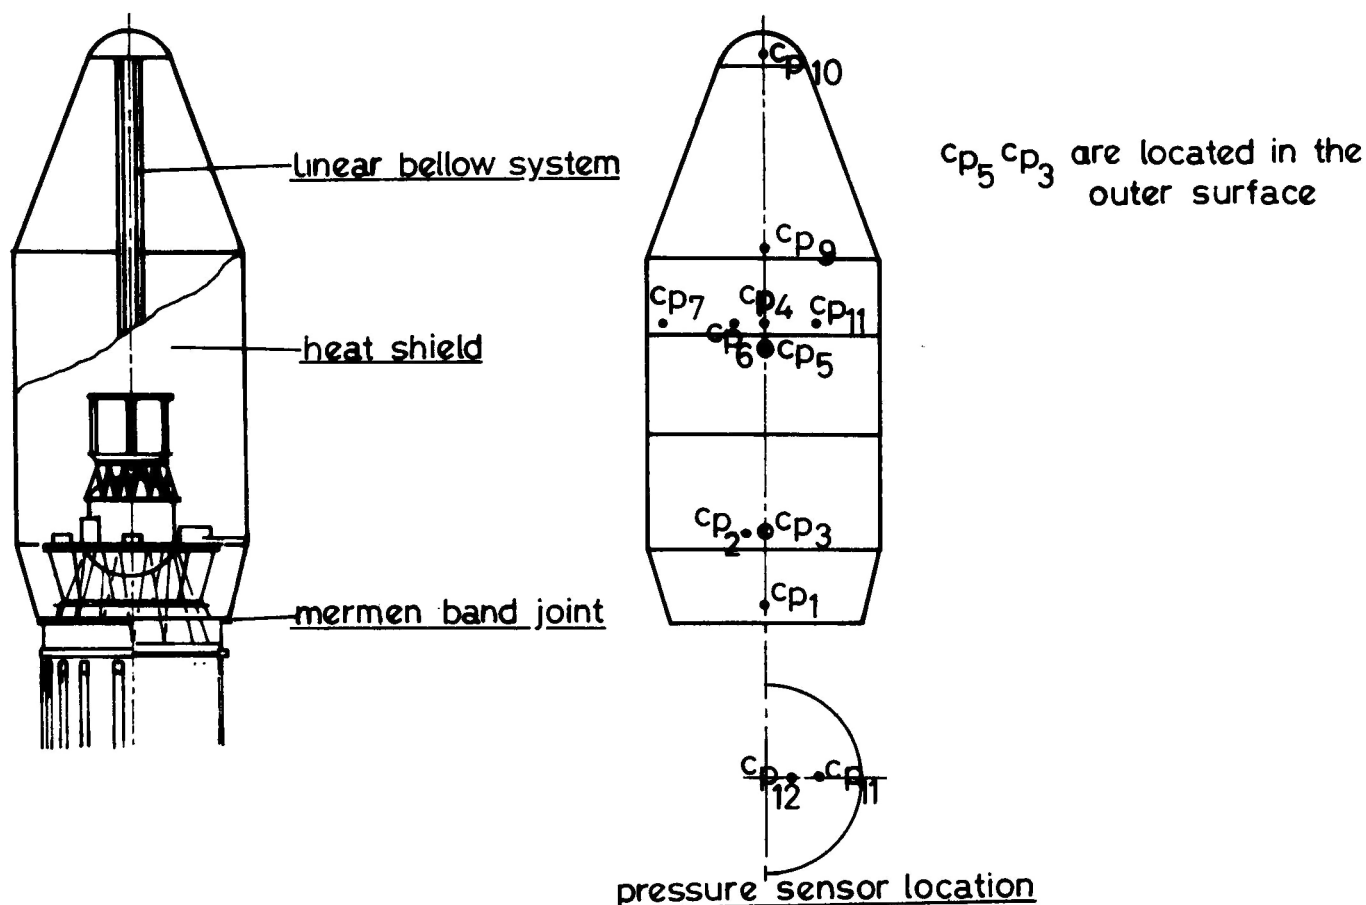 linear bellow system
heat shield
mermen band joint
cp10
cp9
cp7 cp4 cp11
cp6 cp5
cp2 cp3
cp1
cp12 cp11
pressure sensor location
cp5 cp3 are located in the
outer surface